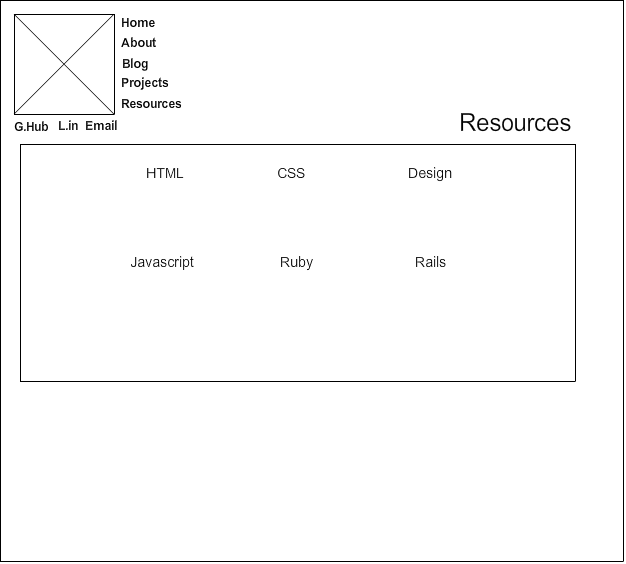 Home
About
Blog
Projects
Resources
G.Hub L.in Email
Resources
HTML CSS Design
Javascript Ruby Rails